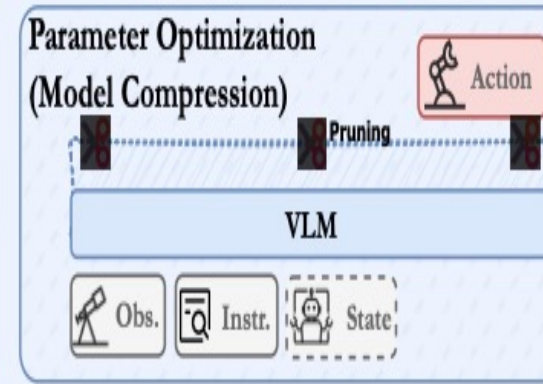 Parameter Optimization
(Model Compression)
Action
Pruning
VLM
Obs.
Instr.
State